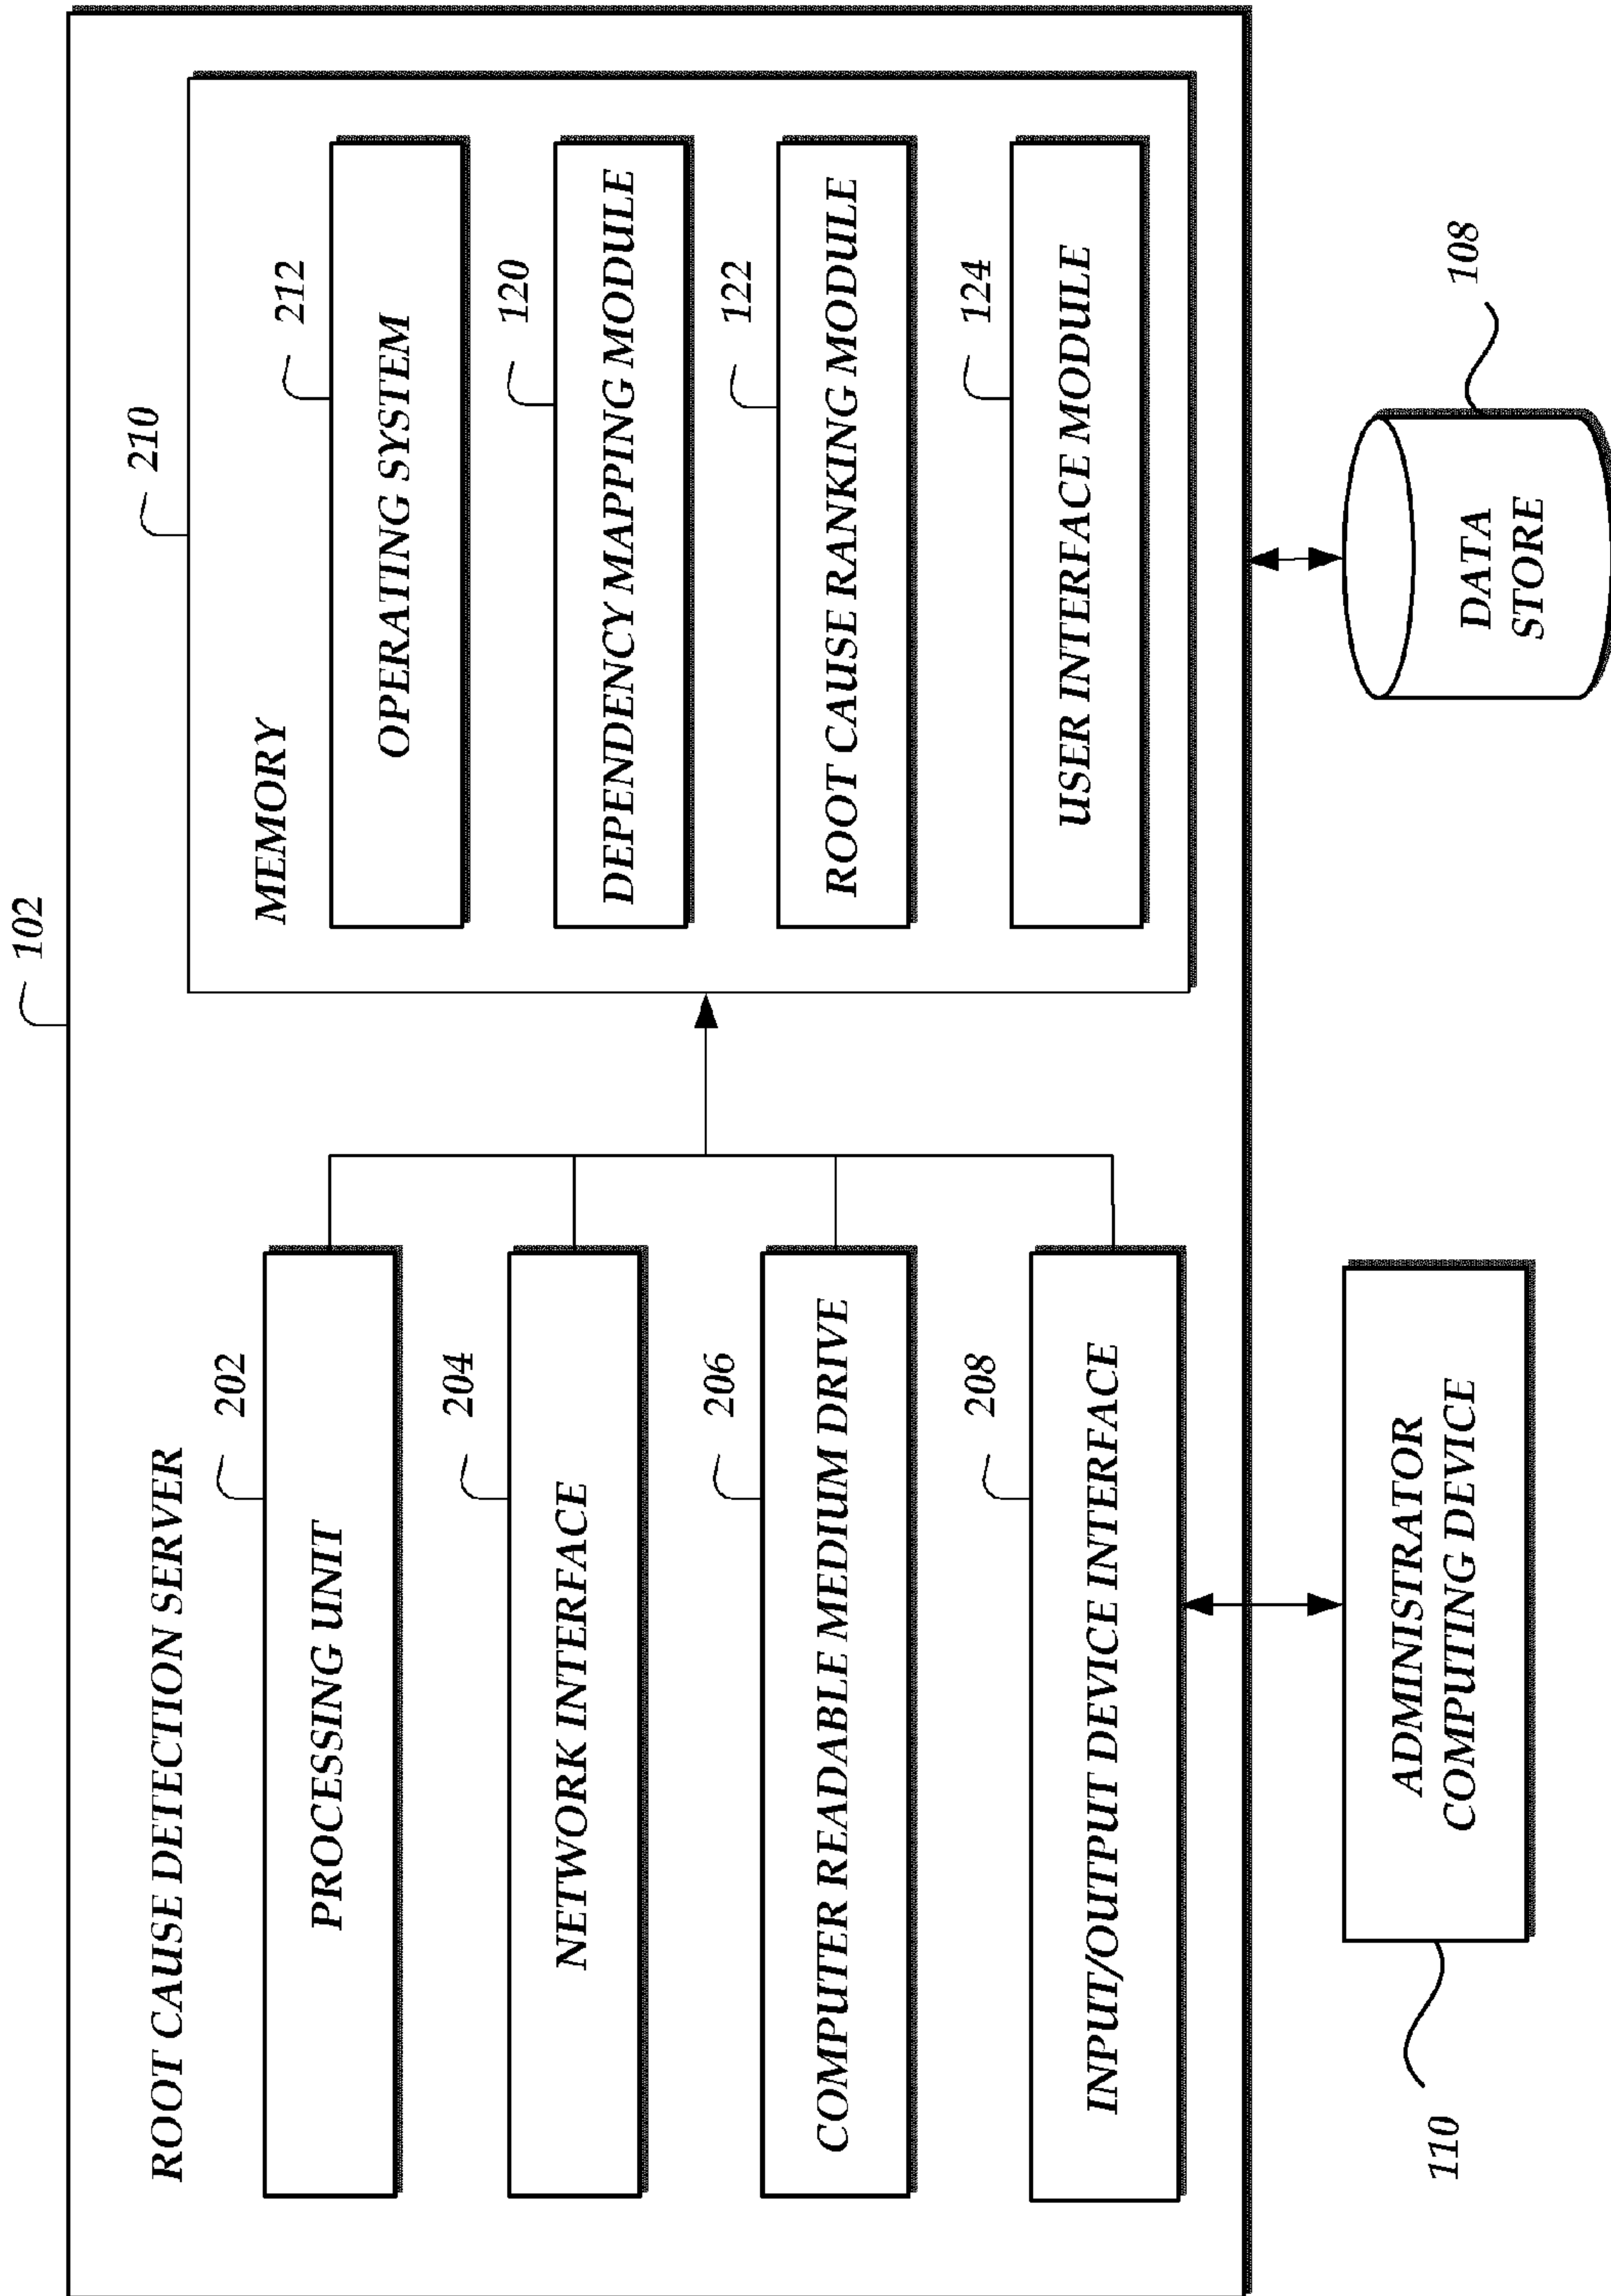 102
ROOT CAUSE DETECTION SERVER
202
PROCESSING UNIT
204
NETWORK INTERFACE
206
COMPUTER READABLE MEDIUM DRIVE
208
INPUT/OUTPUT DEVICE INTERFACE
210
MEMORY
212
OPERATING SYSTEM
120
DEPENDENCY MAPPING MODULE
122
ROOT CAUSE RANKING MODULE
124
USER INTERFACE MODULE
110
ADMINISTRATOR
COMPUTING DEVICE
DATA
STORE
108